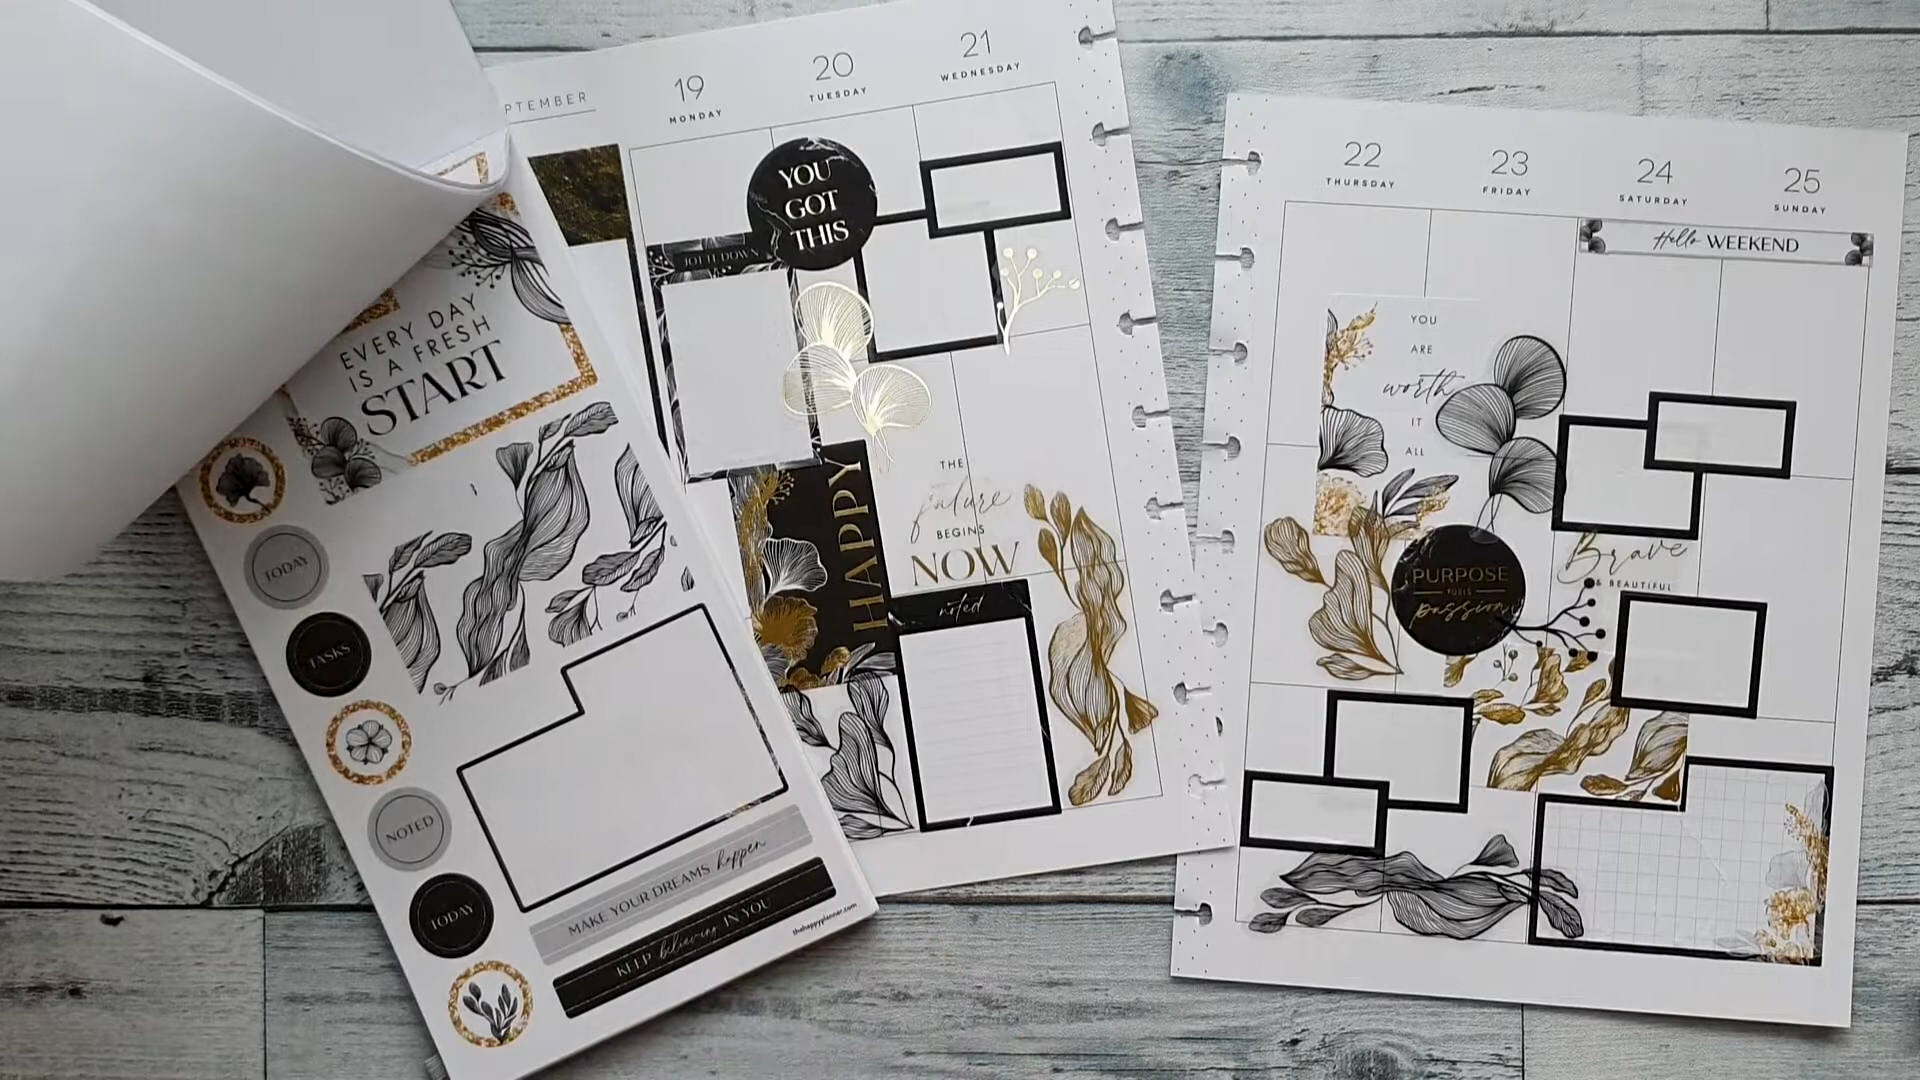 EVERY DAY
IS A FRESH
START
TODAY
TASKS
NOTED
TODAY
MAKE YOUR DREAMS happen
KEEP believing IN YOU
thehappyplanner.com
PTEMBER
19
MONDAY
20
TUESDAY
21
WEDNESDAY
YOU
GOT
THIS
JOT IT DOWN
HAPPY
THE
future
BEGINS
NOW
noted
22
THURSDAY
23
FRIDAY
24
SATURDAY
25
SUNDAY
Hello WEEKEND
YOU
ARE
worth
IT
ALL
PURPOSE
FUELS
passion
Brave
& BEAUTIFUL